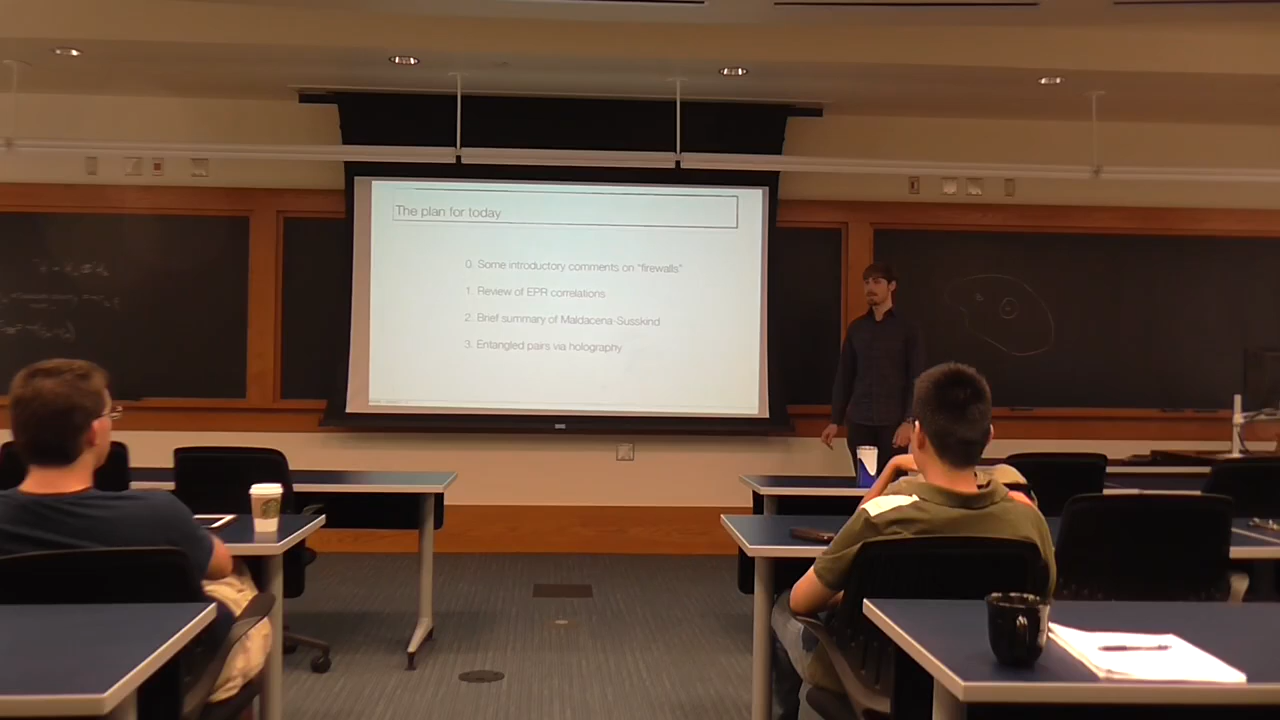 The plan for today
0. Some introductory comments on "firewalls"
1. Review of EPR correlations
2. Brief summary of Maldacena-Susskind
3. Entangled pairs via holography